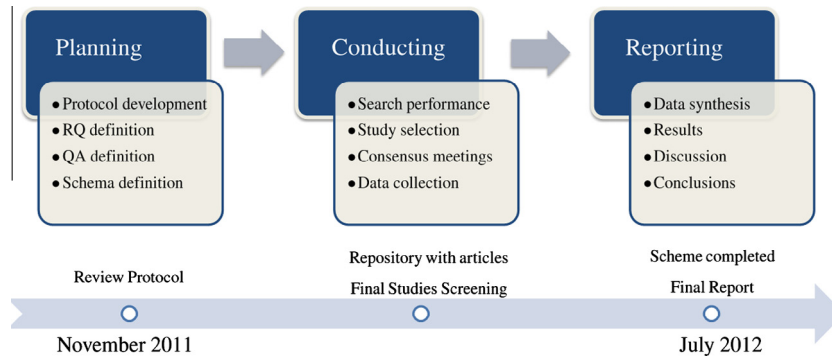 Planning
• Protocol development
• RQ definition
• QA definition
• Schema definition
Conducting
• Search performance
• Study selection
• Consensus meetings
• Data collection
Reporting
• Data synthesis
• Results
• Discussion
• Conclusions
Review Protocol
Repository with articles
Final Studies Screening
Scheme completed
Final Report
November 2011
July 2012